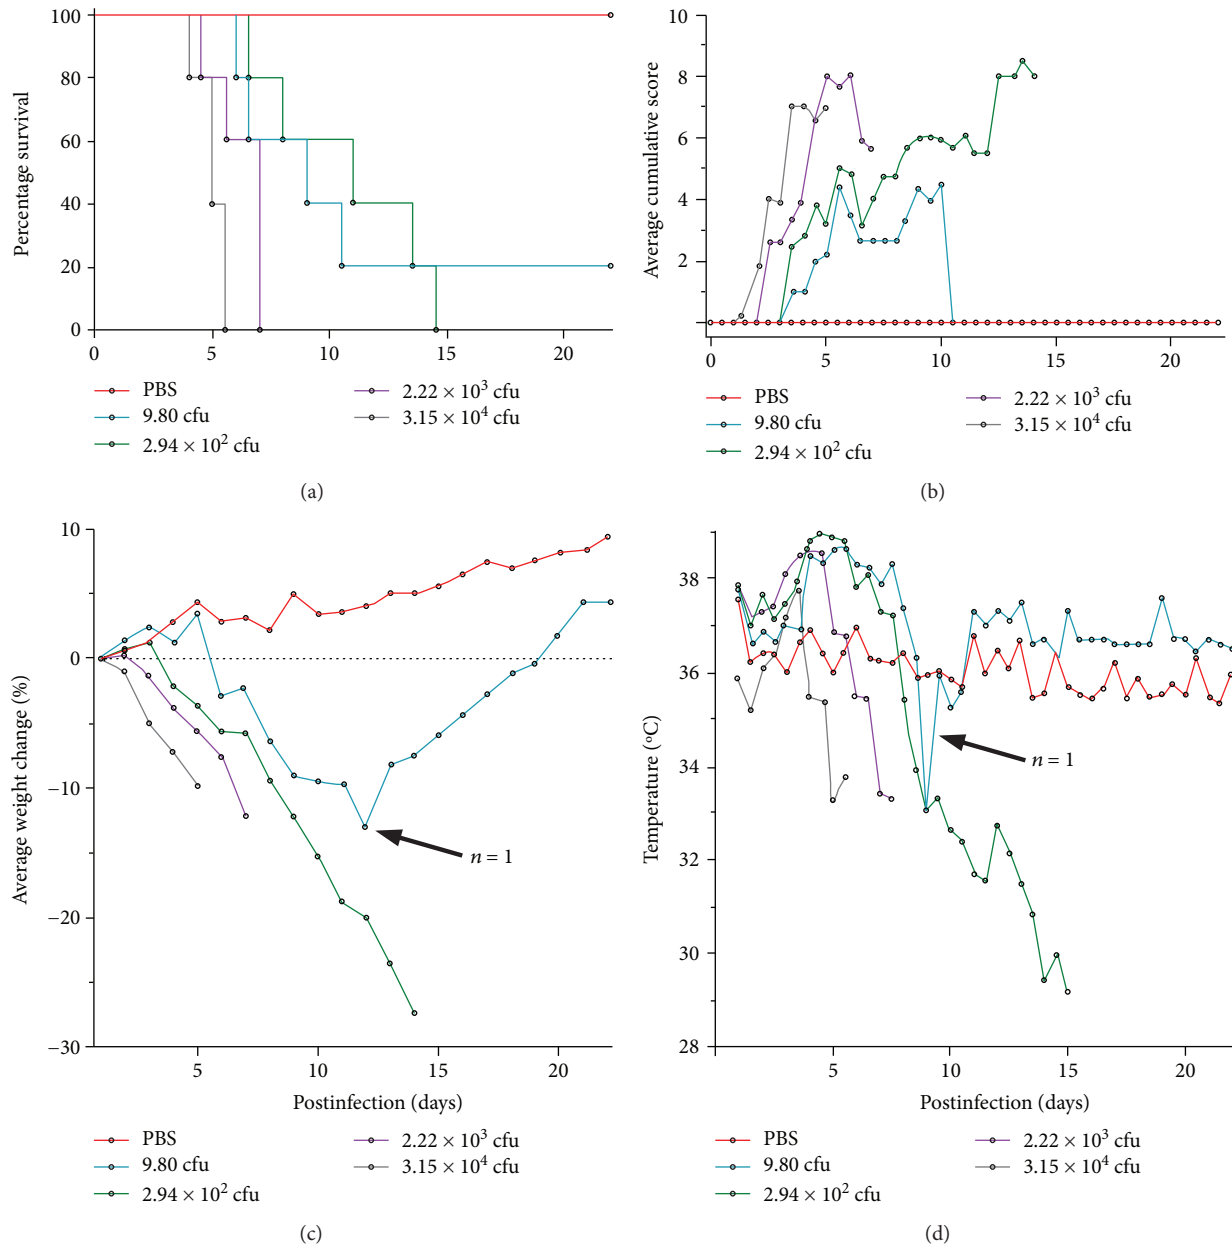 Percentage survival
100
80
60
40
20
0
0 5 10 15 20
PBS
9.80 cfu
2.94 × 10² cfu
2.22 × 10³ cfu
3.15 × 10⁴ cfu
(a)
Average cumulative score
10
8
6
4
2
0 5 10 15 20
PBS
9.80 cfu
2.94 × 10² cfu
2.22 × 10³ cfu
3.15 × 10⁴ cfu
(b)
Average weight change (%)
10
0
−10
−20
−30
n = 1
5 10 15 20
Postinfection (days)
PBS
9.80 cfu
2.94 × 10² cfu
2.22 × 10³ cfu
3.15 × 10⁴ cfu
(c)
Temperature (°C)
38
36
34
32
30
28
n = 1
5 10 15 20
Postinfection (days)
PBS
9.80 cfu
2.94 × 10² cfu
2.22 × 10³ cfu
3.15 × 10⁴ cfu
(d)